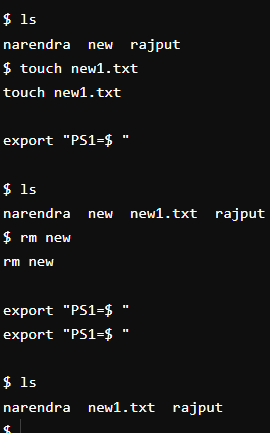 $ ls
narendra  new  rajput
$ touch new1.txt
touch new1.txt
export "PS1=$ "
$ ls
narendra  new  new1.txt  rajput
$ rm new
rm new
export "PS1=$ "
export "PS1=$ "
$ ls
narendra  new1.txt  rajput
$